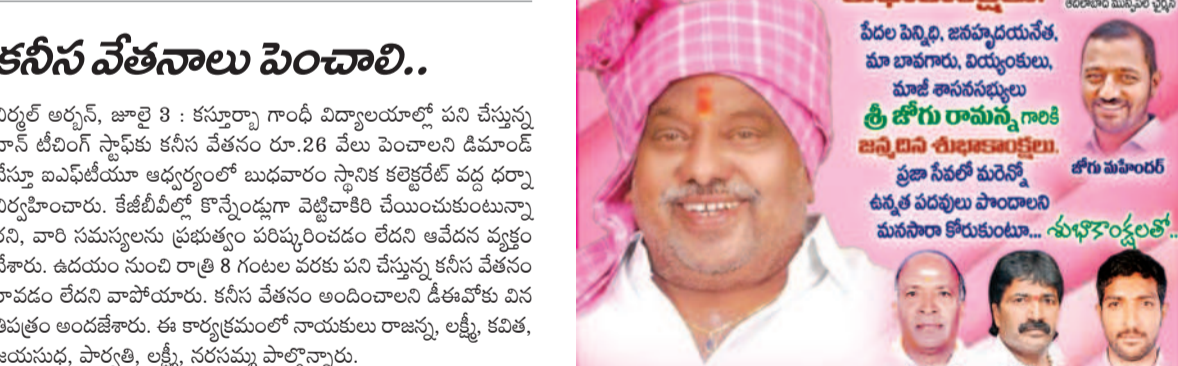 కనీస వేతనాలు పెంచాలి..
నిర్మల్ అర్బన్, జూలై 3 : కస్తూర్బా గాంధీ విద్యాలయాల్లో పని చేస్తున్న
నాన్ టీచింగ్ స్టాఫ్‌కు కనీస వేతనం రూ.26 వేలు పెంచాలని డిమాండ్
చేస్తూ ఐఎఫ్‌టీయూ ఆధ్వర్యంలో బుధవారం స్థానిక కలెక్టరేట్ వద్ద ధర్నా
నిర్వహించారు. కేజీబీవీల్లో కొన్నేండ్లుగా వెట్టిచాకిరి చేయించుకుంటున్నా
రని, వారి సమస్యలను ప్రభుత్వం పరిష్కరించడం లేదని ఆవేదన వ్యక్తం
చేశారు. ఉదయం నుంచి రాత్రి 8 గంటల వరకు పని చేస్తున్న కనీస వేతనం
రావడం లేదని వాపోయారు. కనీస వేతనం అందించాలని డీఈవోకు విన
తిపత్రం అందజేశారు. ఈ కార్యక్రమంలో నాయకులు రాజన్న, లక్ష్మీ, కవిత,
జయసుధ, పార్వతి, లక్ష్మీ, నరసమ్మ పాల్గొన్నారు.
ఆదిలాబాద్ మున్సిపల్ చైర్మన్
పేదల పెన్నిధి, జనహృదయనేత,
మా బావగారు, వియ్యంకులు,
మాజీ శాసనసభ్యులు
శ్రీ జోగు రామన్న గారికి
జన్మదిన శుభాకాంక్షలు.
ప్రజా సేవలో మరెన్నో
ఉన్నత పదవులు పొందాలని
మనసారా కోరుకుంటూ... శుభాకాంక్షలతో..
జోగు మహేందర్